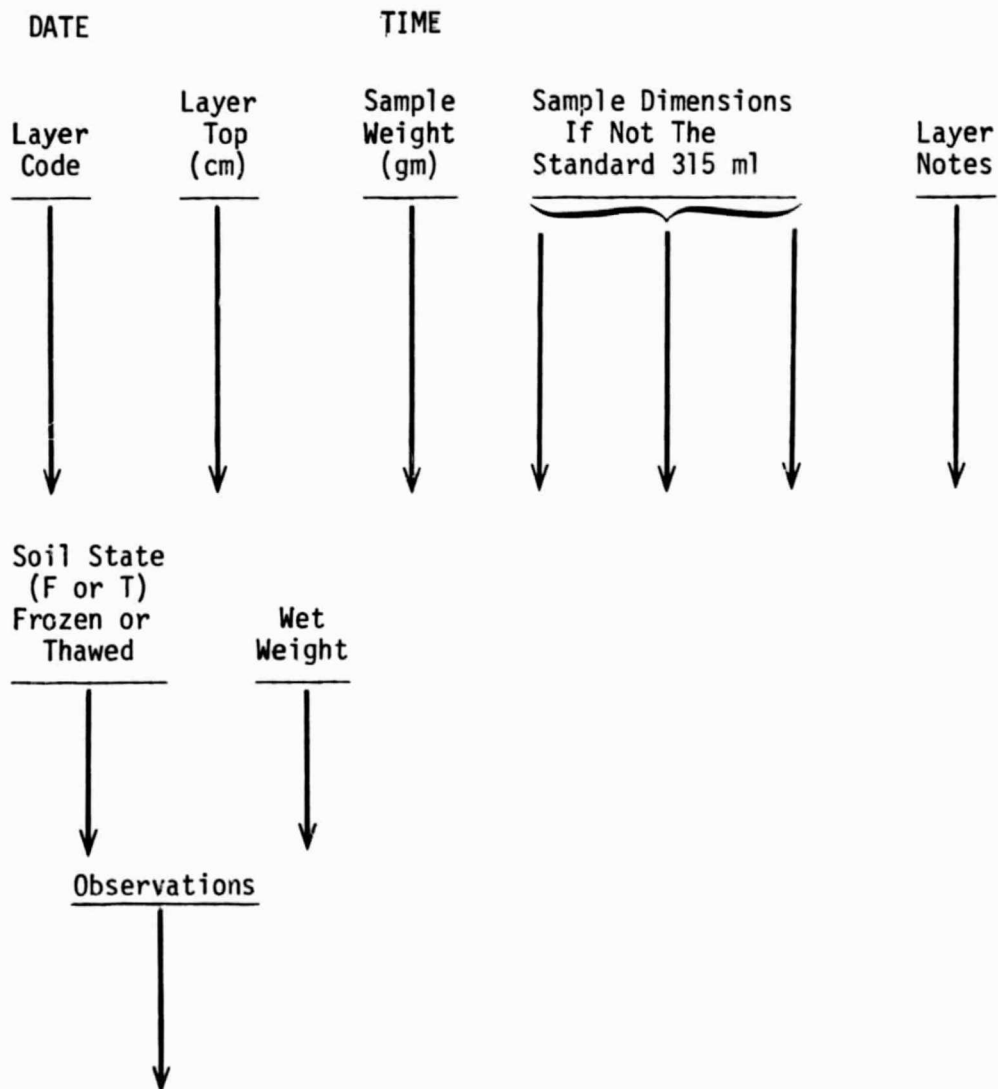 DATE TIME
Layer Code
Layer Top (cm)
Sample Weight (gm)
Sample Dimensions
If Not The
Standard 315 ml
Layer Notes
Soil State
(F or T)
Frozen or
Thawed
Wet
Weight
Observations